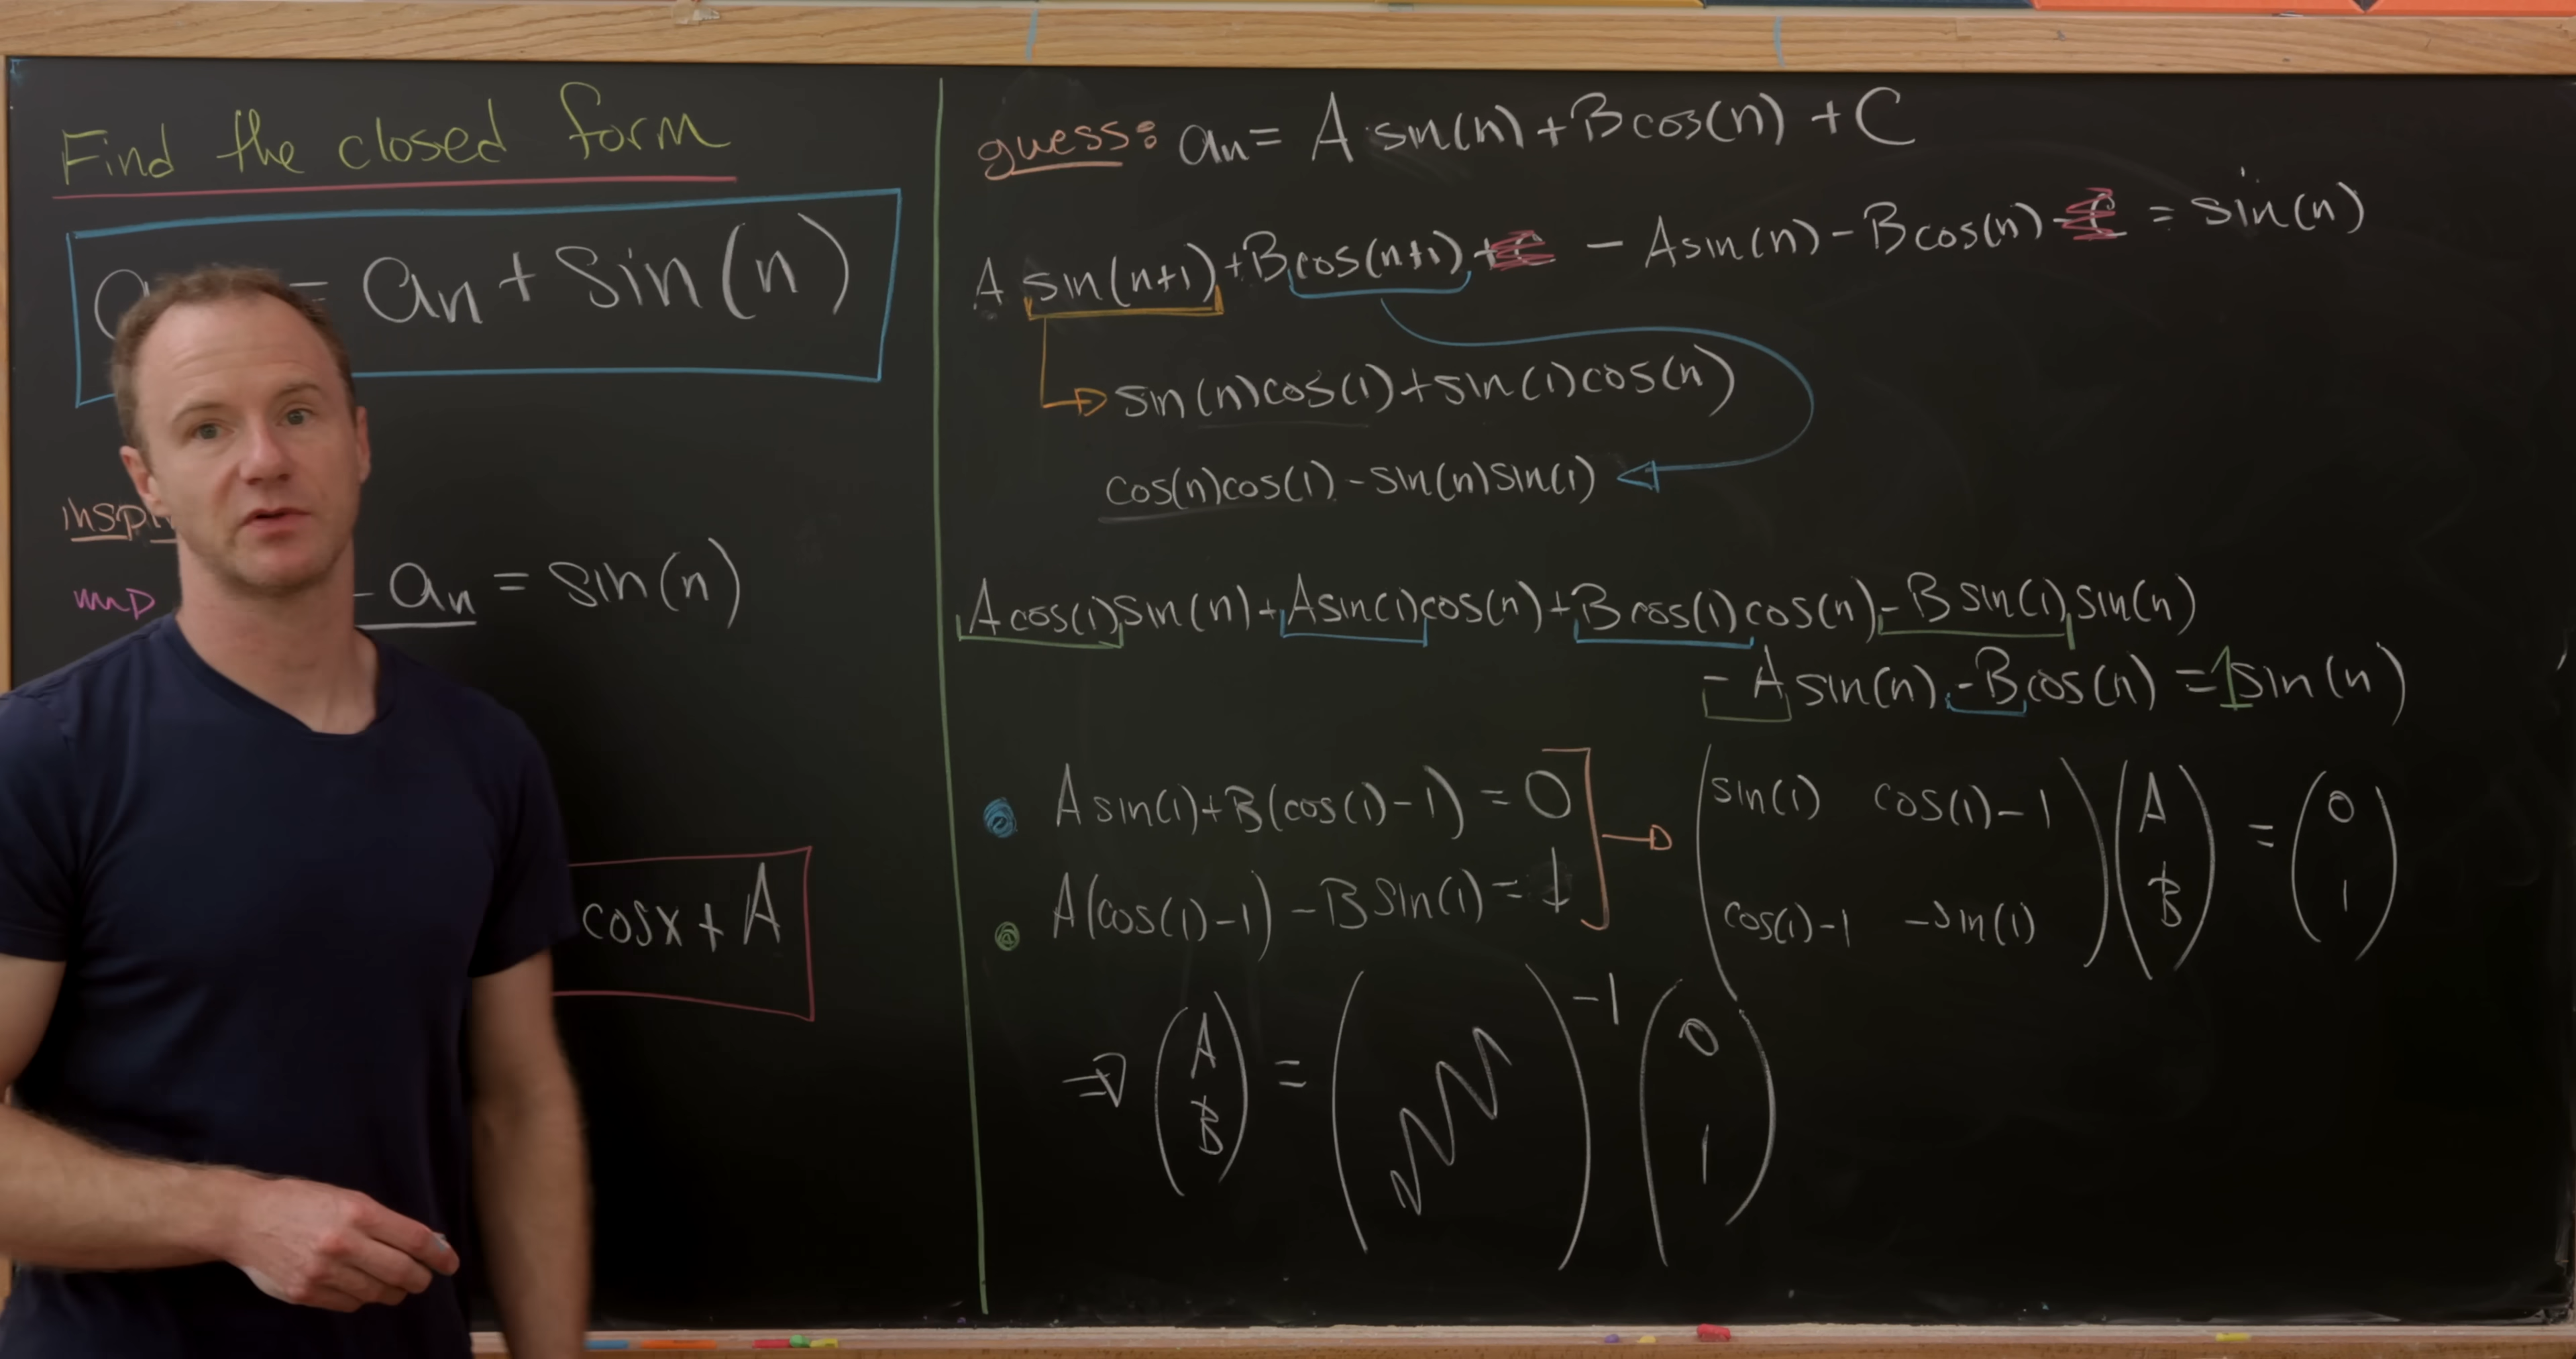 Find the closed form
= an + sin(n)
- an = sin(n)
cosx + A
guess: an = A sin(n) + B cos(n) + C
A sin(n+1) + B cos(n+1) + C - A sin(n) - B cos(n) - C = sin(n)
sin(n)cos(1) + sin(1)cos(n)
cos(n)cos(1) - sin(n)sin(1)
A cos(1) sin(n) + A sin(1) cos(n) + B cos(1) cos(n) - B sin(1) sin(n)
- A sin(n) - B cos(n) = 1 sin(n)
A sin(1) + B(cos(1) - 1) = 0
A(cos(1) - 1) - B sin(1) = 1
( sin(1) cos(1) - 1 ) ( A ) = ( 0 )
( cos(1) - 1 - sin(1) ) ( B ) ( 1 )
⇒ ( A ) = ( )⁻¹ ( 0 )
( B ) ( 1 )